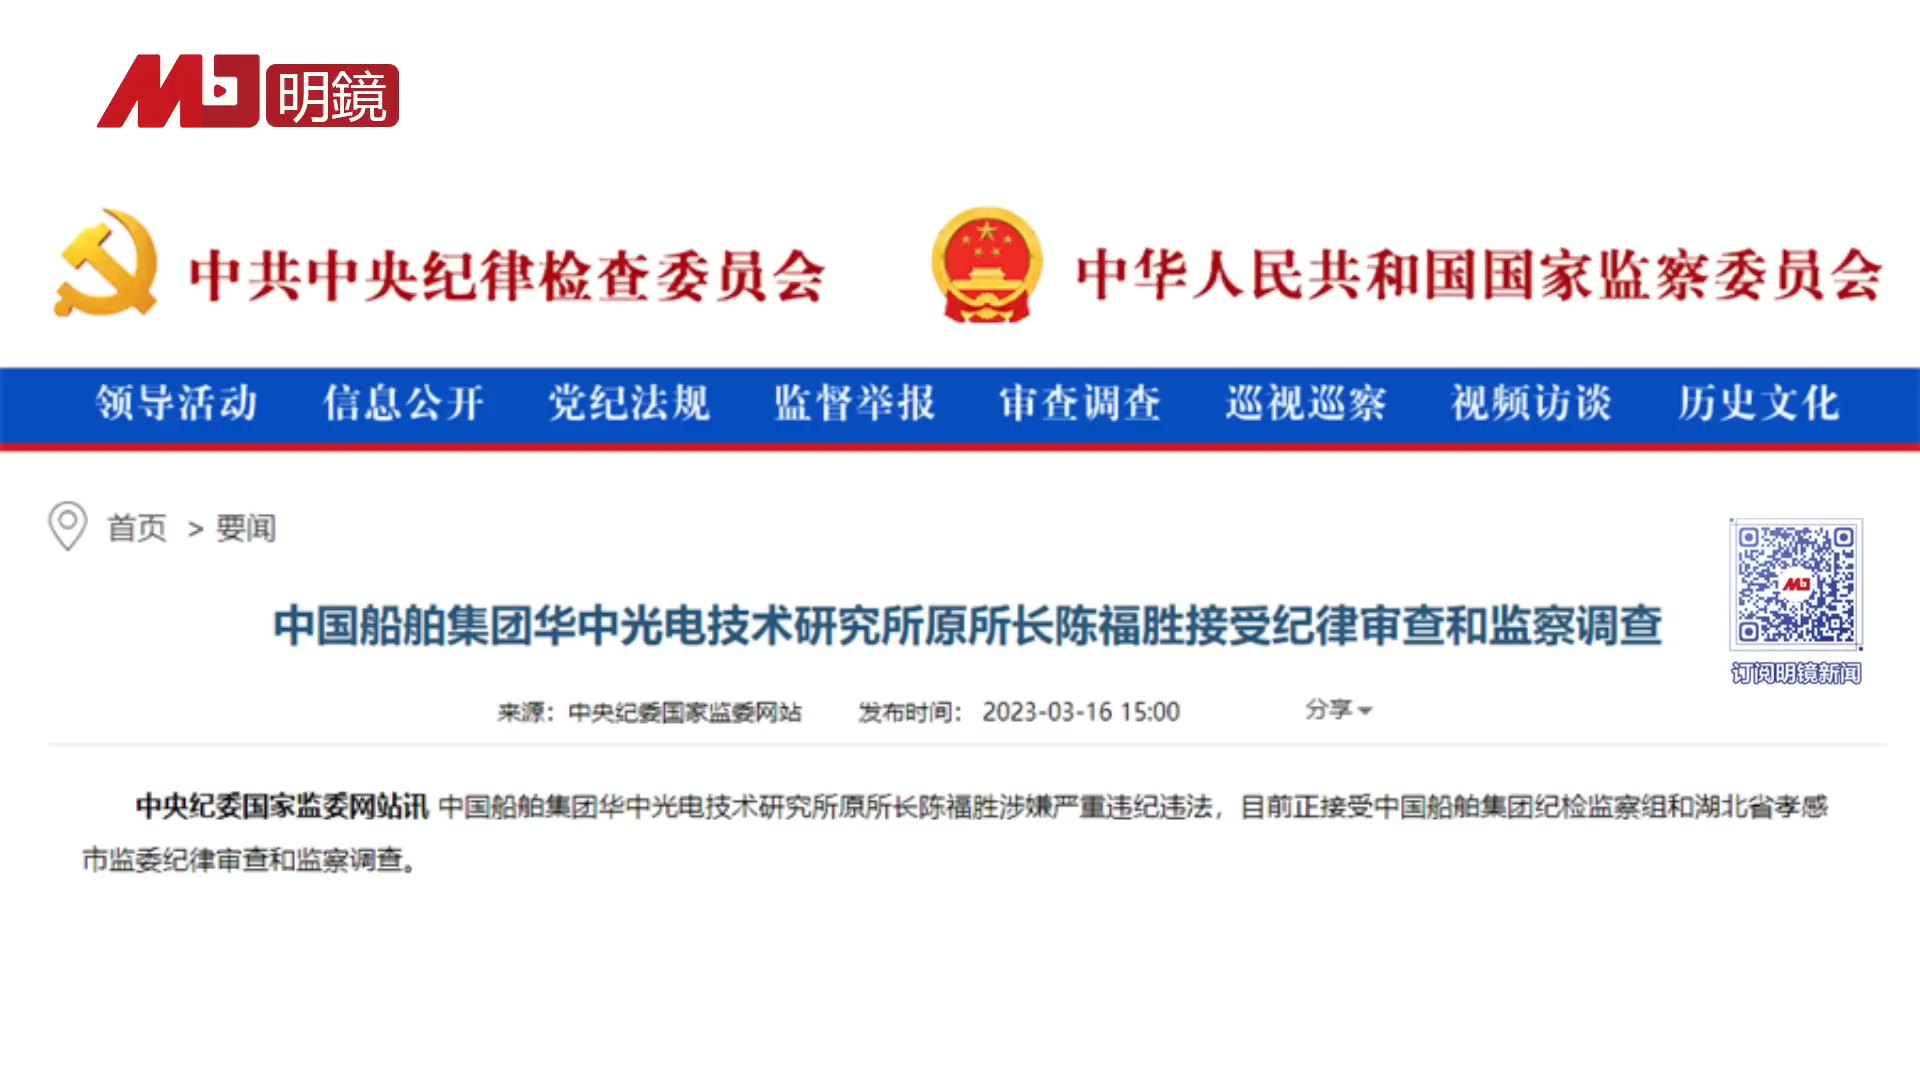 MJ 明鏡
中共中央纪律检查委员会 中华人民共和国国家监察委员会
领导活动 信息公开 党纪法规 监督举报 审查调查 巡视巡察 视频访谈 历史文化
首页 > 要闻
中国船舶集团华中光电技术研究所原所长陈福胜接受纪律审查和监察调查
MJ
订阅明镜新闻
来源：中央纪委国家监委网站 发布时间： 2023-03-16 15:00 分享
中央纪委国家监委网站讯 中国船舶集团华中光电技术研究所原所长陈福胜涉嫌严重违纪违法，目前正接受中国船舶集团纪检监察组和湖北省孝感
市监委纪律审查和监察调查。